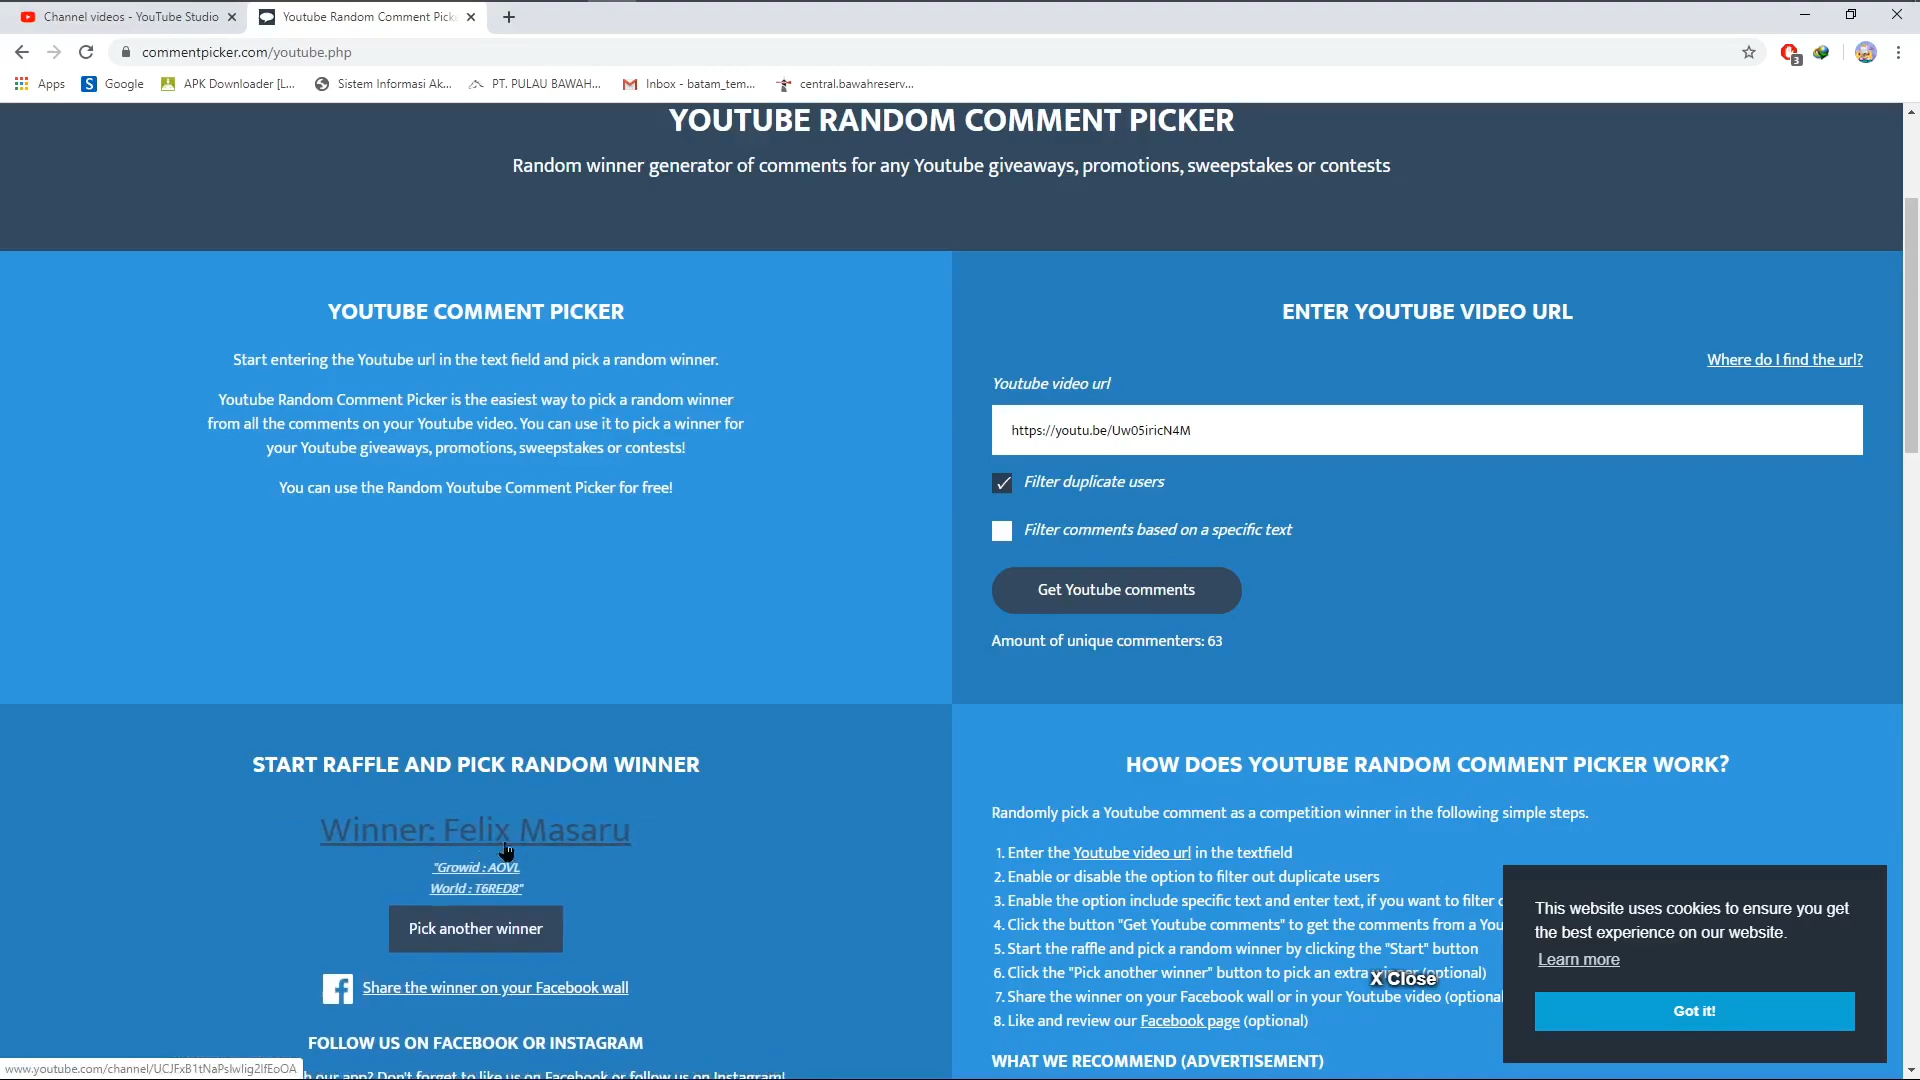 Channel videos - YouTube Studio
Youtube Random Comment Pick
commentpicker.com/youtube.php
3
Apps
Google
APK Downloader [L...
Sistem Informasi Ak...
PT. PULAU BAWAH...
Inbox - batam_tem...
central.bawahreserv...
YOUTUBE RANDOM COMMENT PICKER
Random winner generator of comments for any Youtube giveaways, promotions, sweepstakes or contests
YOUTUBE COMMENT PICKER
Start entering the Youtube url in the text field and pick a random winner.
Youtube Random Comment Picker is the easiest way to pick a random winner
from all the comments on your Youtube video. You can use it to pick a winner for
your Youtube giveaways, promotions, sweepstakes or contests!
You can use the Random Youtube Comment Picker for free!
ENTER YOUTUBE VIDEO URL
Where do I find the url?
Youtube video url
https://youtu.be/Uw05iricN4M
Filter duplicate users
Filter comments based on a specific text
Get Youtube comments
Amount of unique commenters: 63
START RAFFLE AND PICK RANDOM WINNER
Winner: Felix Masaru
"Growid : AOVL
World : T6RED8"
Pick another winner
Share the winner on your Facebook wall
FOLLOW US ON FACEBOOK OR INSTAGRAM
h our app? Don't forget to like us on Facebook or follow us on Instagram!
HOW DOES YOUTUBE RANDOM COMMENT PICKER WORK?
Randomly pick a Youtube comment as a competition winner in the following simple steps.
1. Enter the Youtube video url in the textfield
2. Enable or disable the option to filter out duplicate users
3. Enable the option include specific text and enter text, if you want to filter
4. Click the button "Get Youtube comments" to get the comments from a You
5. Start the raffle and pick a random winner by clicking the "Start" button
6. Click the "Pick another winner" button to pick an extra winner (optional)
7. Share the winner on your Facebook wall or in your Youtube video (optional
8. Like and review our Facebook page (optional)
WHAT WE RECOMMEND (ADVERTISEMENT)
X Close
This website uses cookies to ensure you get
the best experience on our website.
Learn more
Got it!
www.youtube.com/channel/UCJFxB1tNaPslwlig2lfEoOA